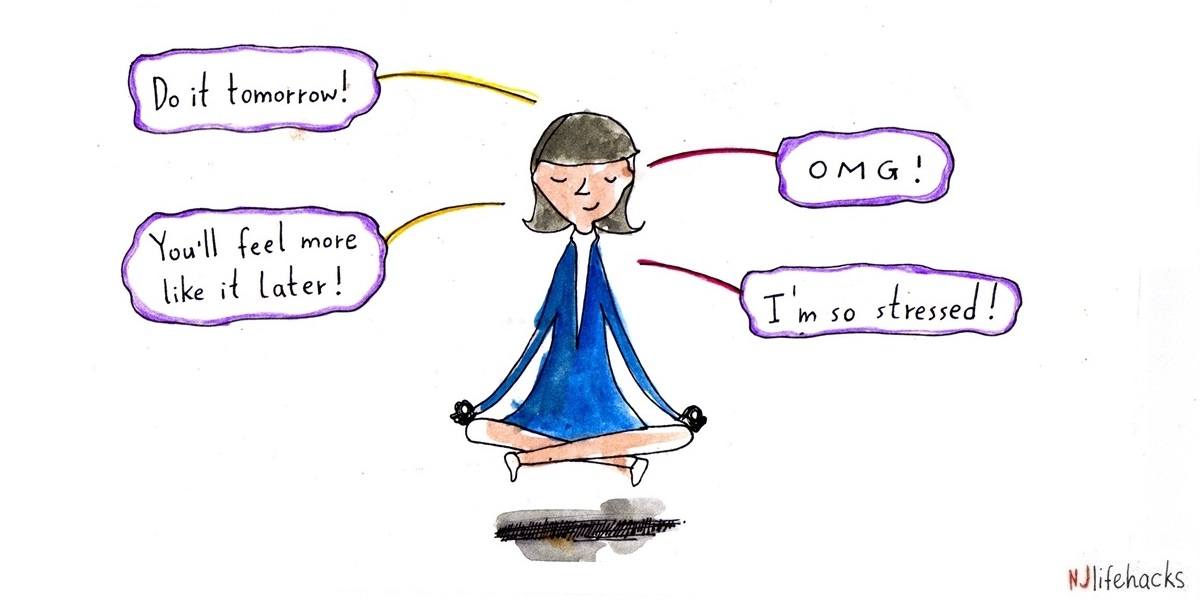 Do it tomorrow!
OMG!
You'll feel more
like it later!
I'm so stressed!
NJlifehacks